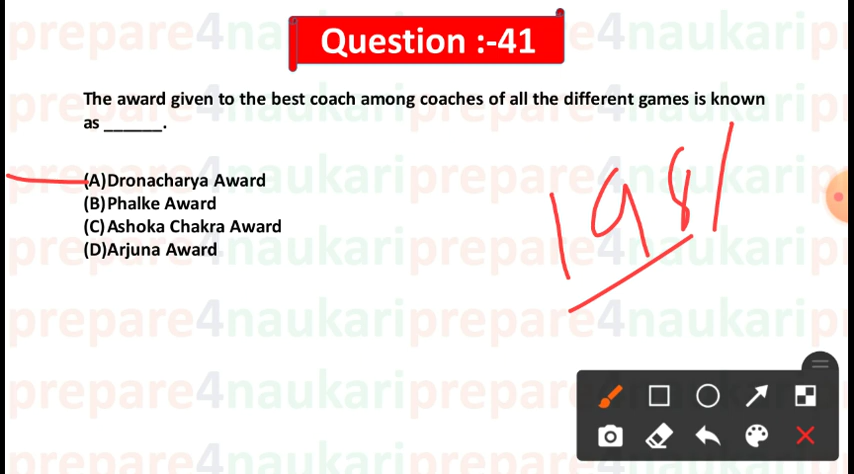 Question :-41
The award given to the best coach among coaches of all the different games is known
as ______.
(A)Dronacharya Award
(B)Phalke Award
(C)Ashoka Chakra Award
(D)Arjuna Award
1981
prepare4naukari